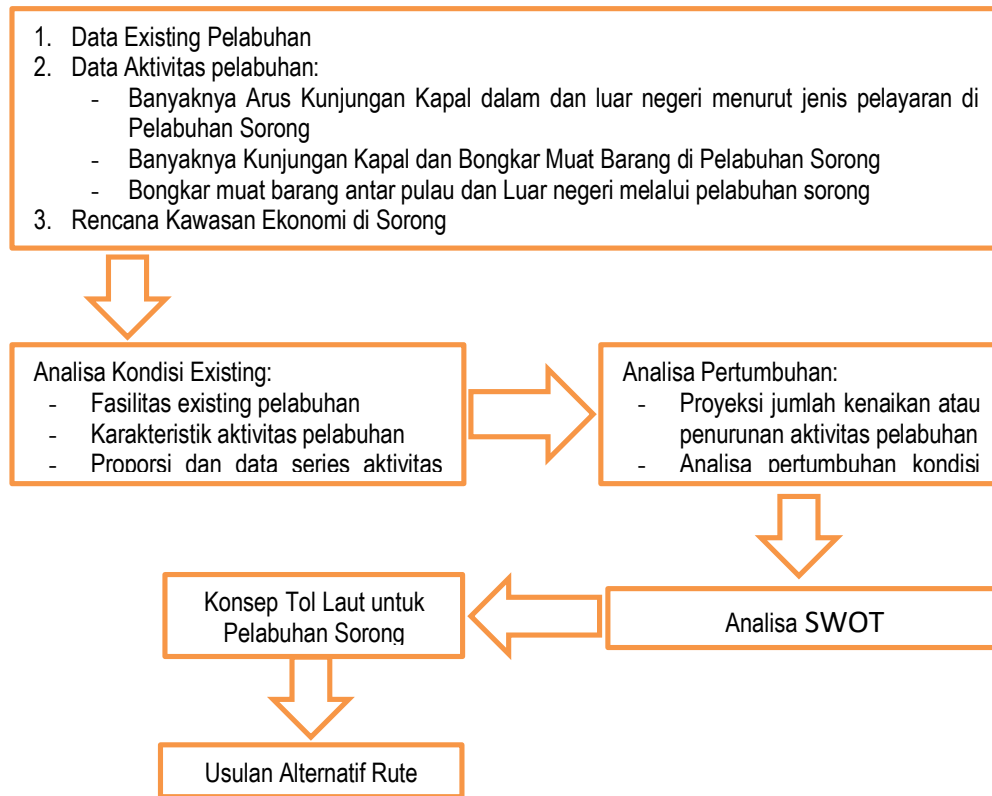 1. Data Existing Pelabuhan
2. Data Aktivitas pelabuhan:
- Banyaknya Arus Kunjungan Kapal dalam dan luar negeri menurut jenis pelayaran di
Pelabuhan Sorong
- Banyaknya Kunjungan Kapal dan Bongkar Muat Barang di Pelabuhan Sorong
- Bongkar muat barang antar pulau dan Luar negeri melalui pelabuhan sorong
3. Rencana Kawasan Ekonomi di Sorong
Analisa Kondisi Existing:
- Fasilitas existing pelabuhan
- Karakteristik aktivitas pelabuhan
- Proporsi dan data series aktivitas
Analisa Pertumbuhan:
- Proyeksi jumlah kenaikan atau
penurunan aktivitas pelabuhan
- Analisa pertumbuhan kondisi
Konsep Tol Laut untuk
Pelabuhan Sorong
Analisa SWOT
Usulan Alternatif Rute